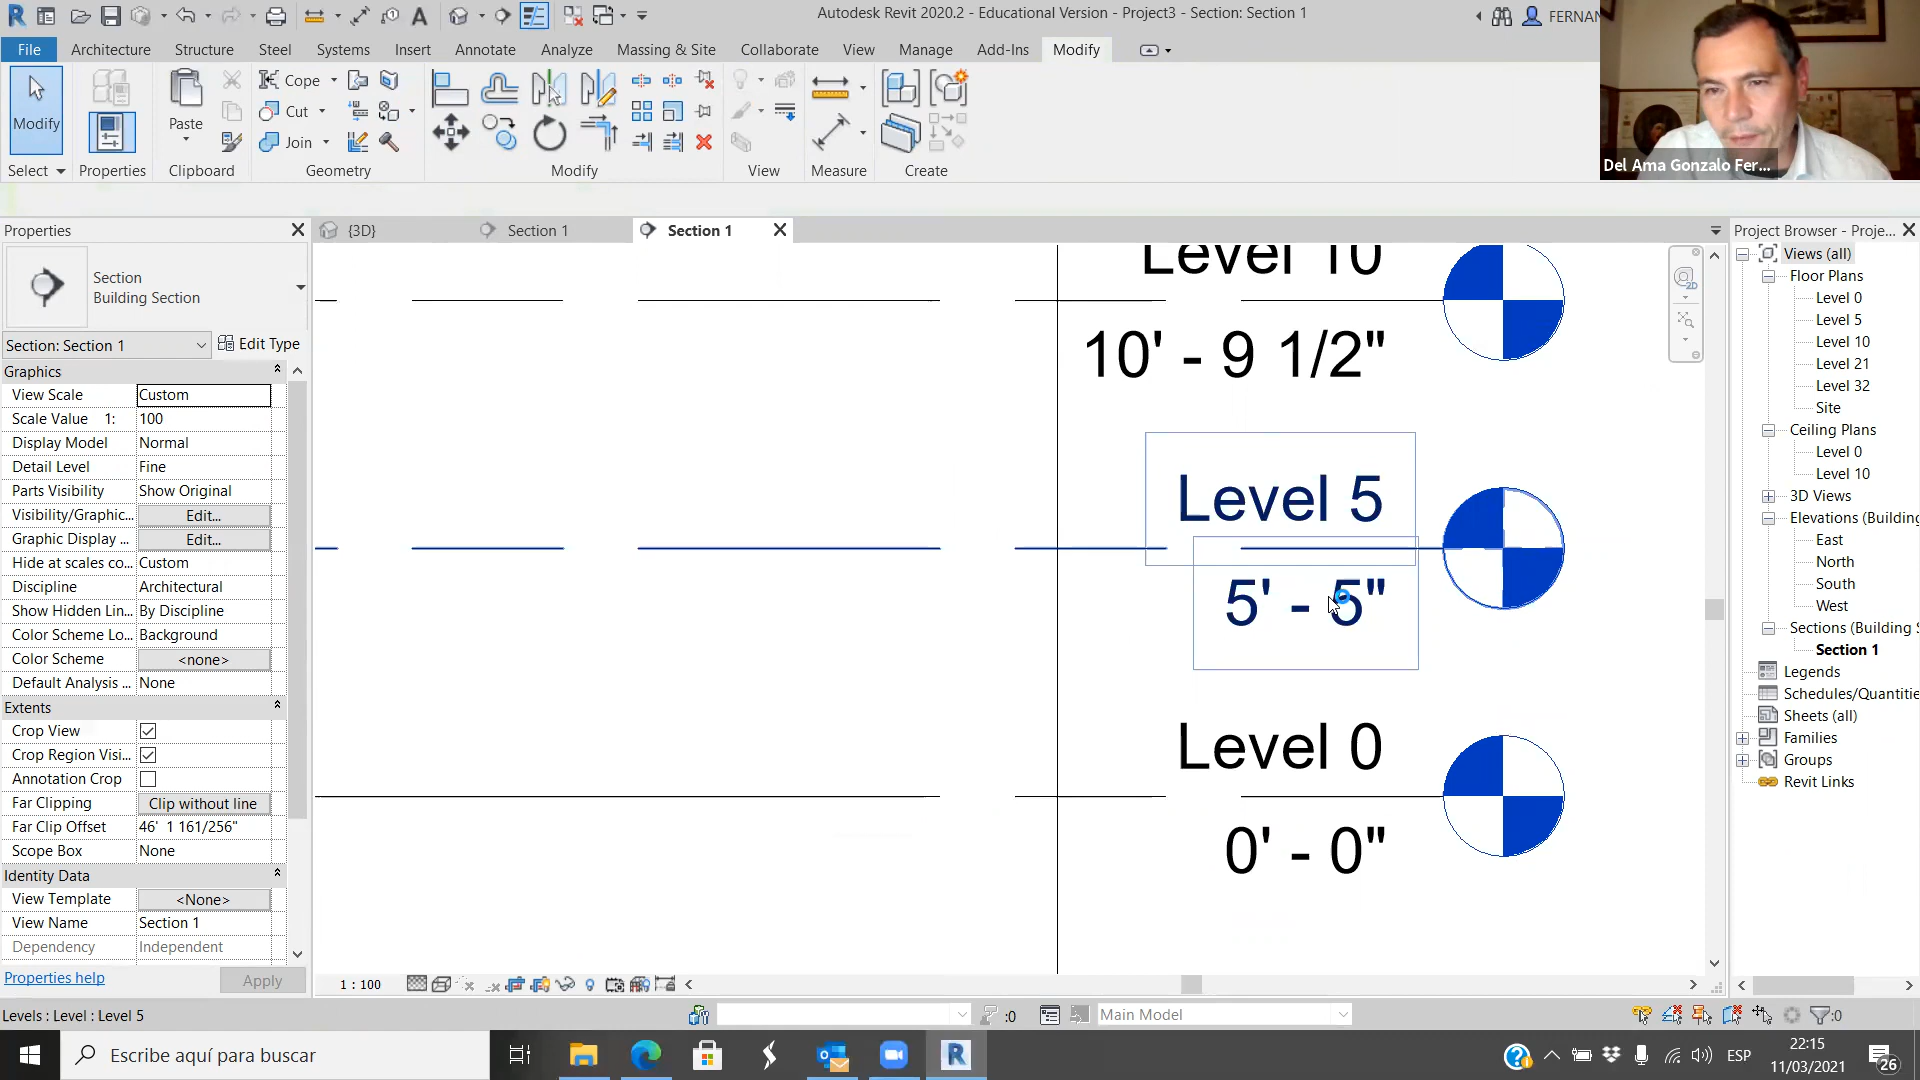 Autodesk Revit 2020.2 - Educational Version - Project3 - Section: Section 1
FERNAN
File Architecture Structure Steel Systems Insert Annotate Analyze Massing & Site Collaborate View Manage Add-Ins Modify
Modify
Paste
Cope
Cut
Join
Select Properties Clipboard Geometry Modify View Measure Create
Del Ama Gonzalo Fer...
Properties
Section
Building Section
Section: Section 1 Edit Type
Graphics
View Scale Custom
Scale Value 1: 100
Display Model Normal
Detail Level Fine
Parts Visibility Show Original
Visibility/Graphic... Edit...
Graphic Display ... Edit...
Hide at scales co... Custom
Discipline Architectural
Show Hidden Lin... By Discipline
Color Scheme Lo... Background
Color Scheme <none>
Default Analysis ... None
Extents
Crop View
Crop Region Visi...
Annotation Crop
Far Clipping Clip without line
Far Clip Offset 46' 1 161/256"
Scope Box None
Identity Data
View Template <None>
View Name Section 1
Dependency Independent
Properties help Apply
{3D} Section 1 Section 1
Level 10
10' - 9 1/2"
Level 5
5' - 5"
Level 0
0' - 0"
2D
1 : 100
Project Browser - Proje...
Views (all)
Floor Plans
Level 0
Level 5
Level 10
Level 21
Level 32
Site
Ceiling Plans
Level 0
Level 10
3D Views
Elevations (Building
East
North
South
West
Sections (Building S
Section 1
Legends
Schedules/Quantitie
Sheets (all)
Families
Groups
Revit Links
Levels : Level : Level 5
:0
Main Model
:0
Escribe aquí para buscar
ESP
22:15
11/03/2021
26